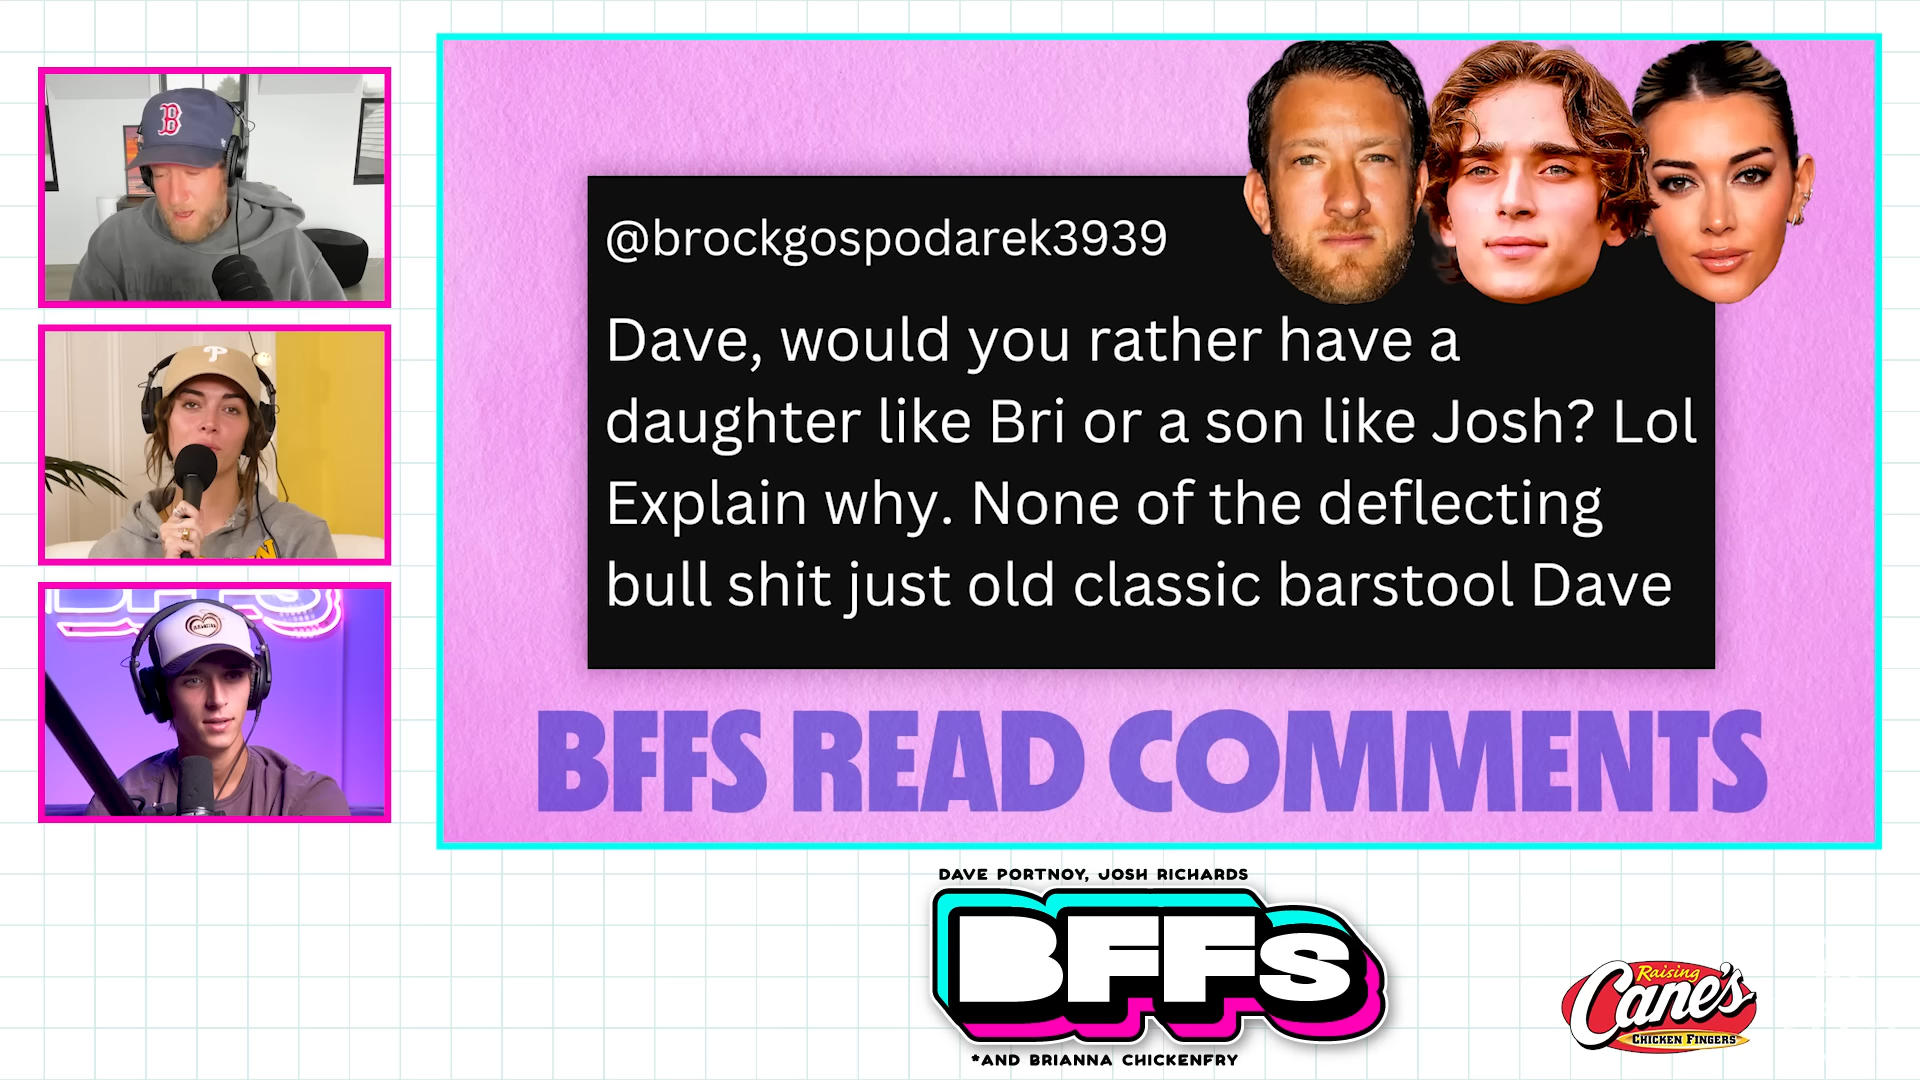 B
P
BFFS
@brockgospodarek3939
Dave, would you rather have a
daughter like Bri or a son like Josh? Lol
Explain why. None of the deflecting
bull shit just old classic barstool Dave
BFFS READ COMMENTS
DAVE PORTNOY, JOSH RICHARDS
BFFs
*AND BRIANNA CHICKENFRY
Raising
Cane's
CHICKEN FINGERS